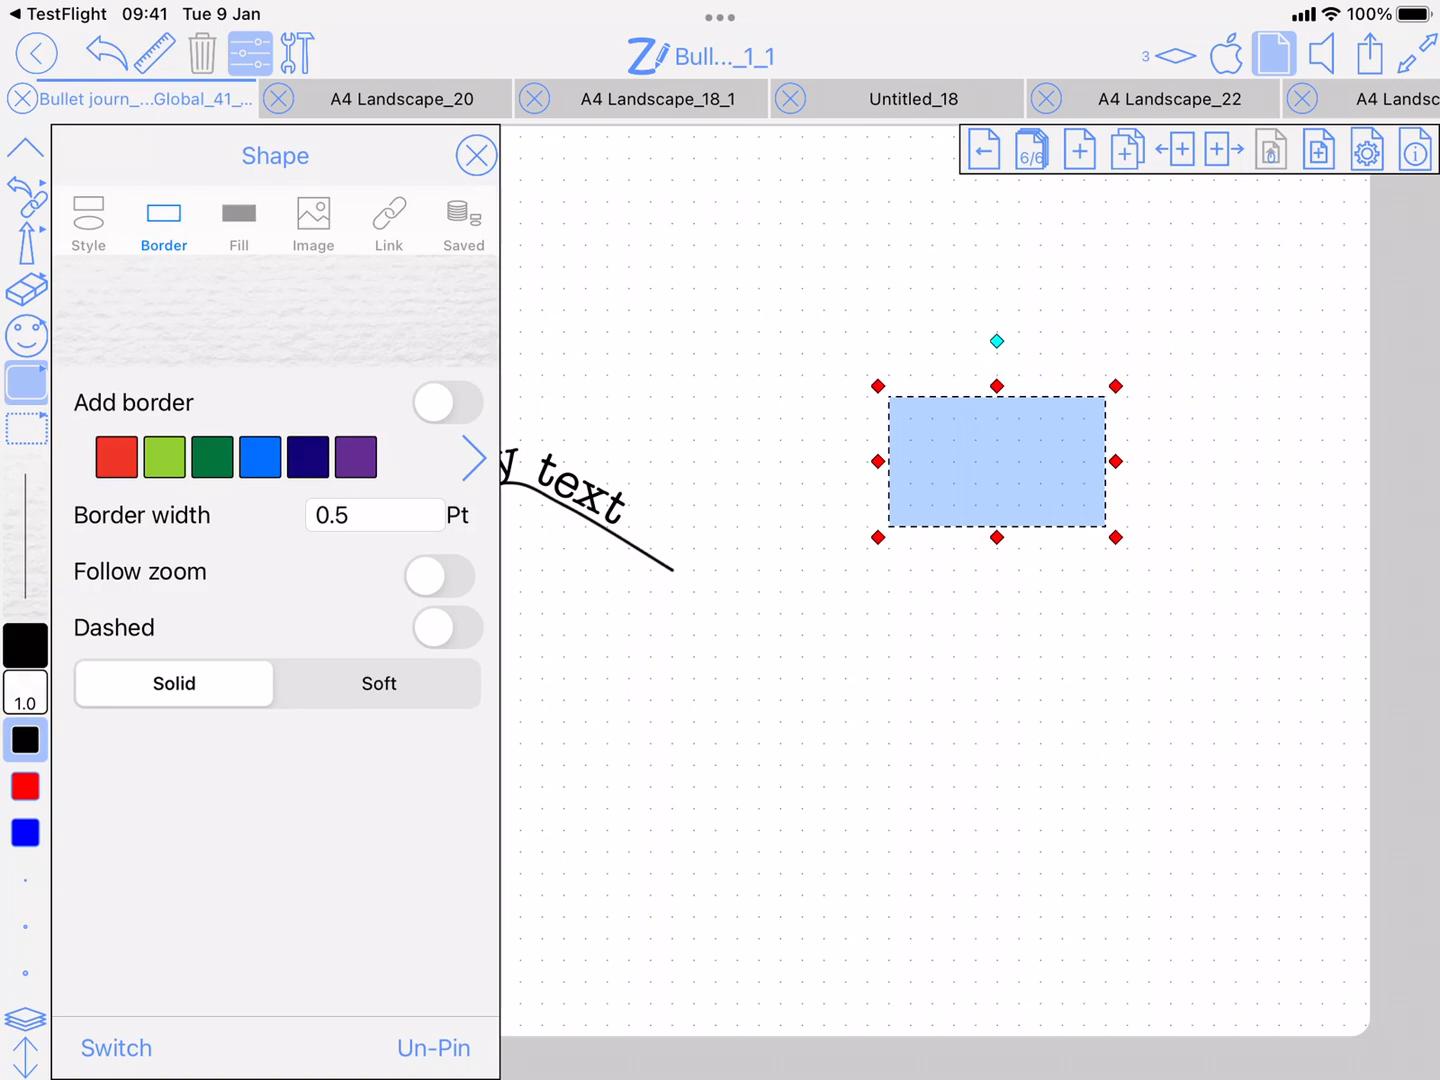 TestFlight 09:41 Tue 9 Jan
100%
Bull..._1_1
3
Bullet journ_...Global_41_...
A4 Landscape_20
A4 Landscape_18_1
Untitled_18
A4 Landscape_22
A4 Landsc
6/6
Shape
Style
Border
Fill
Image
Link
Saved
Add border
Border width 0.5 Pt
Follow zoom
Dashed
Solid Soft
y text
1.0
Switch Un-Pin